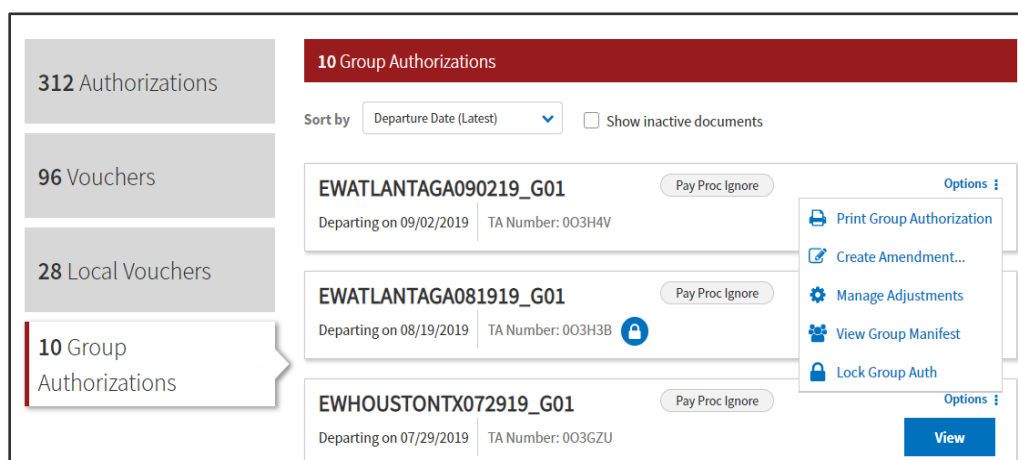 312 Authorizations
96 Vouchers
28 Local Vouchers
10 Group
Authorizations
10 Group Authorizations
Sort by Departure Date (Latest) Show inactive documents
EWATLANTAGA090219_G01 Pay Proc Ignore Options
Departing on 09/02/2019 TA Number: 0O3H4V
Print Group Authorization
Create Amendment...
Manage Adjustments
View Group Manifest
Lock Group Auth
EWATLANTAGA081919_G01 Pay Proc Ignore
Departing on 08/19/2019 TA Number: 0O3H3B
EWHOUSTONTX072919_G01 Pay Proc Ignore Options
Departing on 07/29/2019 TA Number: 0O3GZU View